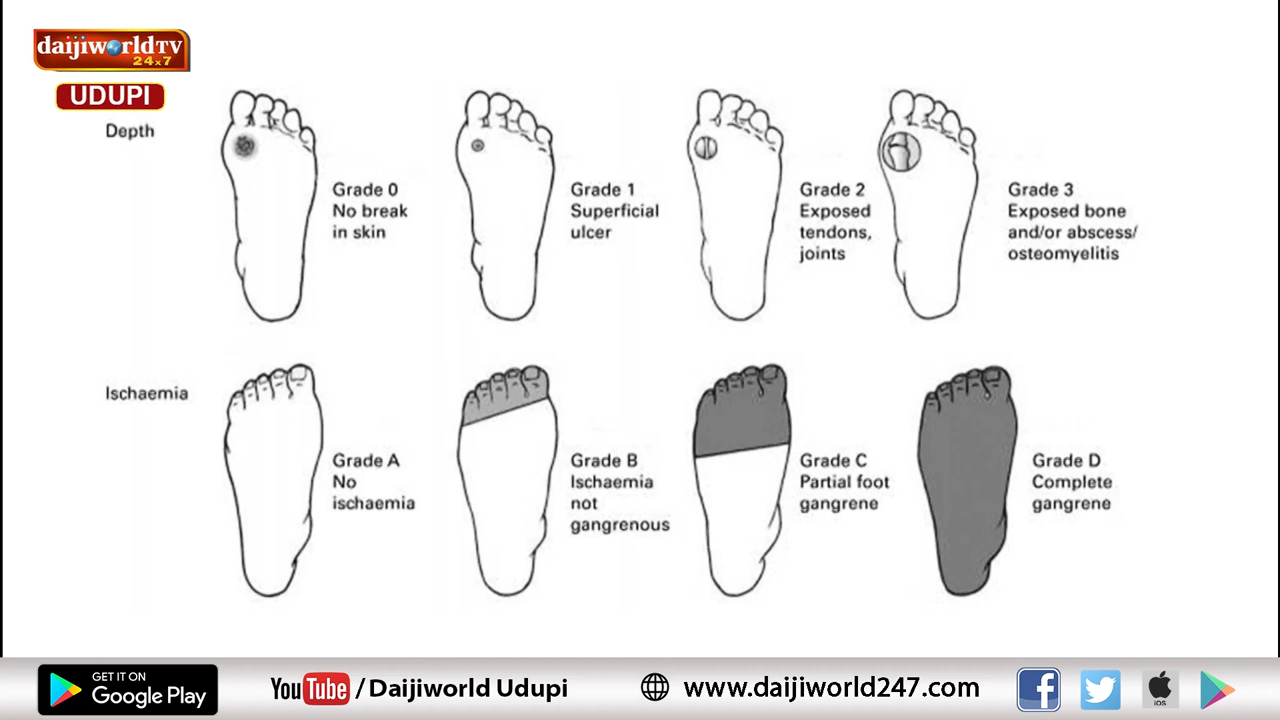 daijiworldTV
24x7
UDUPI
Depth
Grade 0
No break
in skin
Grade 1
Superficial
ulcer
Grade 2
Exposed
tendons,
joints
Grade 3
Exposed bone
and/or abscess/
osteomyelitis
Ischaemia
Grade A
No
ischaemia
Grade B
Ischaemia
not
gangrenous
Grade C
Partial foot
gangrene
Grade D
Complete
gangrene
GET IT ON
Google Play
YouTube / Daijiworld Udupi
www.daijiworld247.com
f
iOS